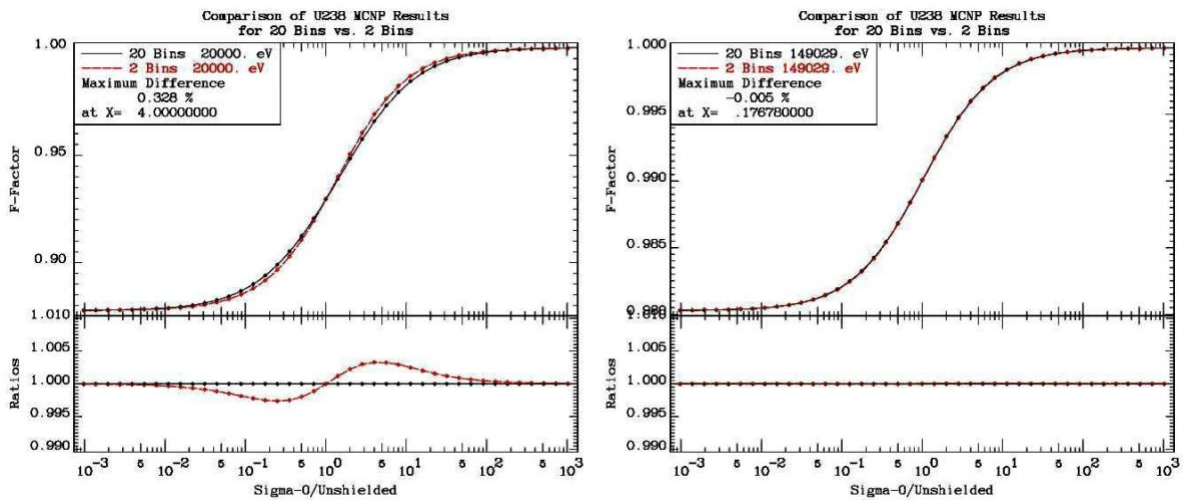 Comparison of U238 MCNP Results
for 20 Bins vs. 2 Bins
20 Bins 20000. eV
2 Bins 20000. eV
Maximum Difference
0.328 %
at X= 4.00000000
F-Factor
1.00
0.95
0.90
1.010
1.005
1.000
0.995
0.990
Ratios
10-3 5 10-2 5 10-1 5 100 5 101 5 102 5 103
Sigma-0/Unshielded
Comparison of U238 MCNP Results
for 20 Bins vs. 2 Bins
20 Bins 149029. eV
2 Bins 149029. eV
Maximum Difference
-0.005 %
at X= .176780000
F-Factor
1.000
0.995
0.990
0.985
0.980
1.010
1.005
1.000
0.995
0.990
Ratios
10-3 5 10-2 5 10-1 5 100 5 101 5 102 5 103
Sigma-0/Unshielded